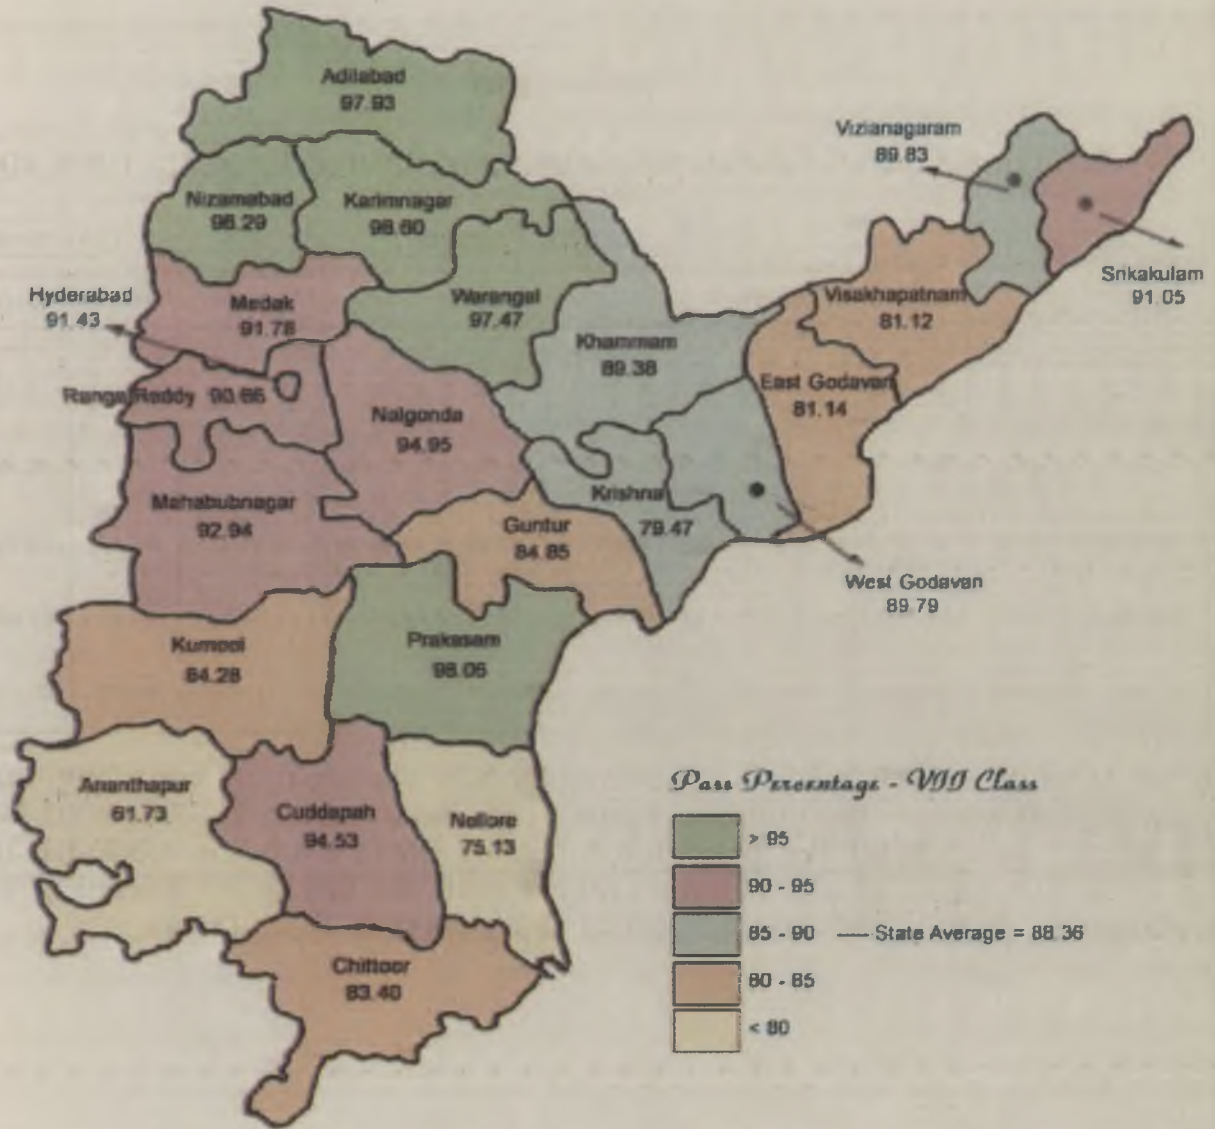 Adilabad
97.93
Vizianagaram
89.83
Nizamabad
96.29
Karimnagar
98.60
Srikakulam
91.05
Hyderabad
91.43
Medak
91.78
Warangal
97.47
Visakhapatnam
81.12
Khammam
89.38
Ranga Reddy 90.66
East Godavari
81.14
Nalgonda
94.95
Mahabubnagar
92.94
Krishna
79.47
Guntur
84.85
West Godavari
89.79
Kurnool
84.28
Prakasam
98.06
Ananthapur
61.73
Cuddapah
94.53
Nellore
75.13
Chittoor
83.40
Pass Percentage - VII Class
> 95
90 - 95
85 - 90 — State Average = 88.36
80 - 85
< 80